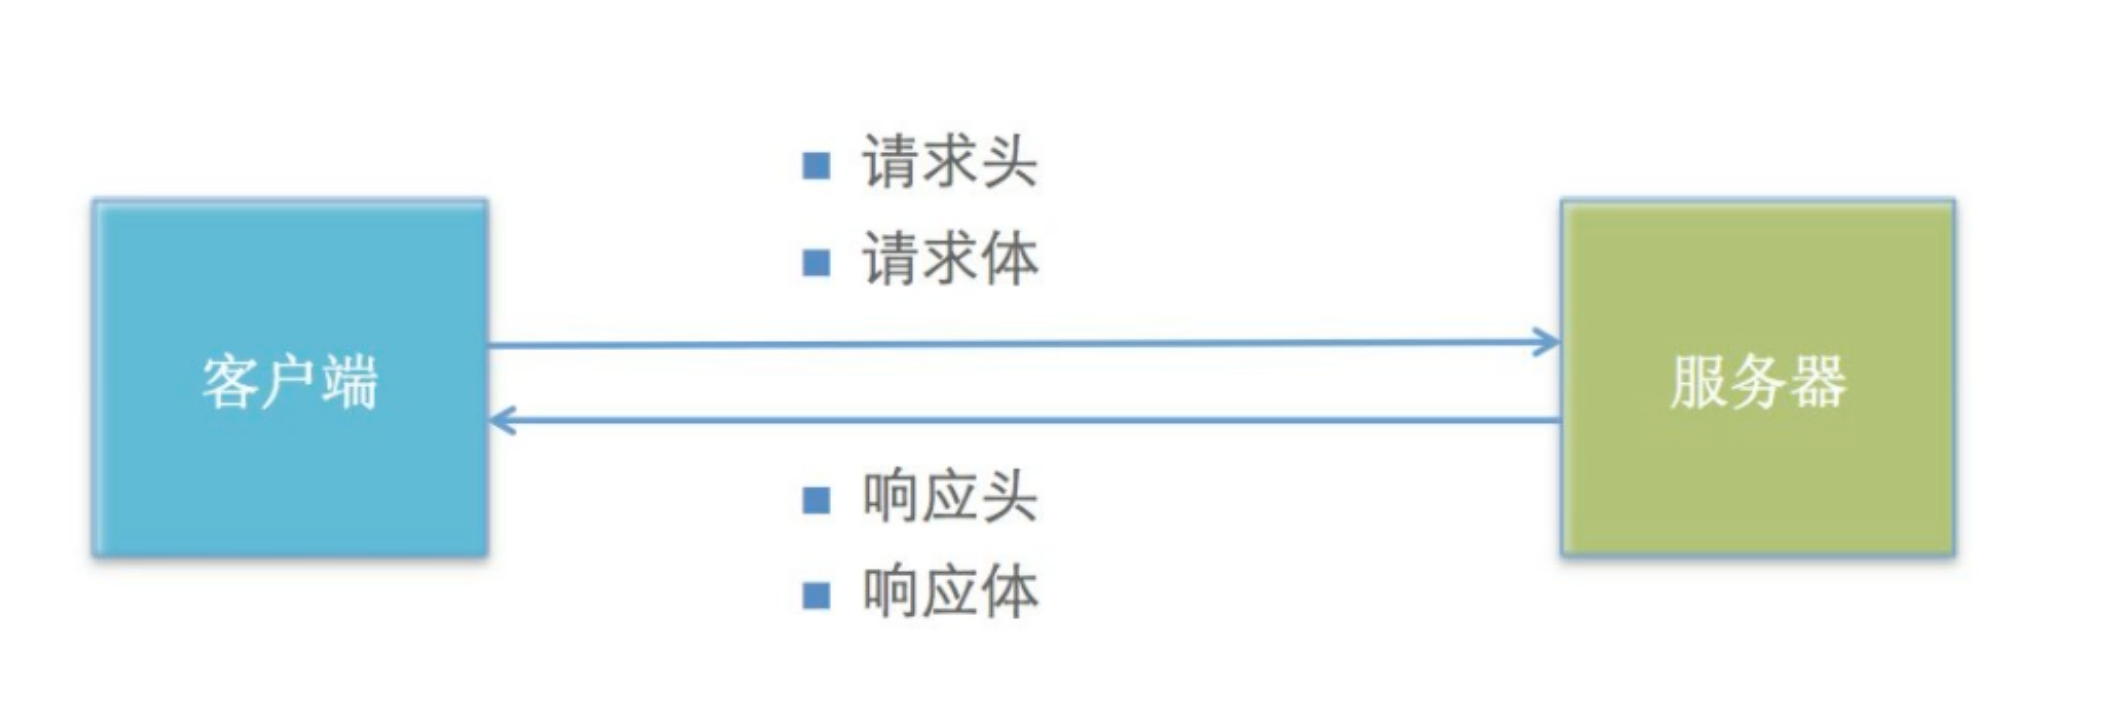 请求头
请求体
客户端
服务器
响应头
响应体